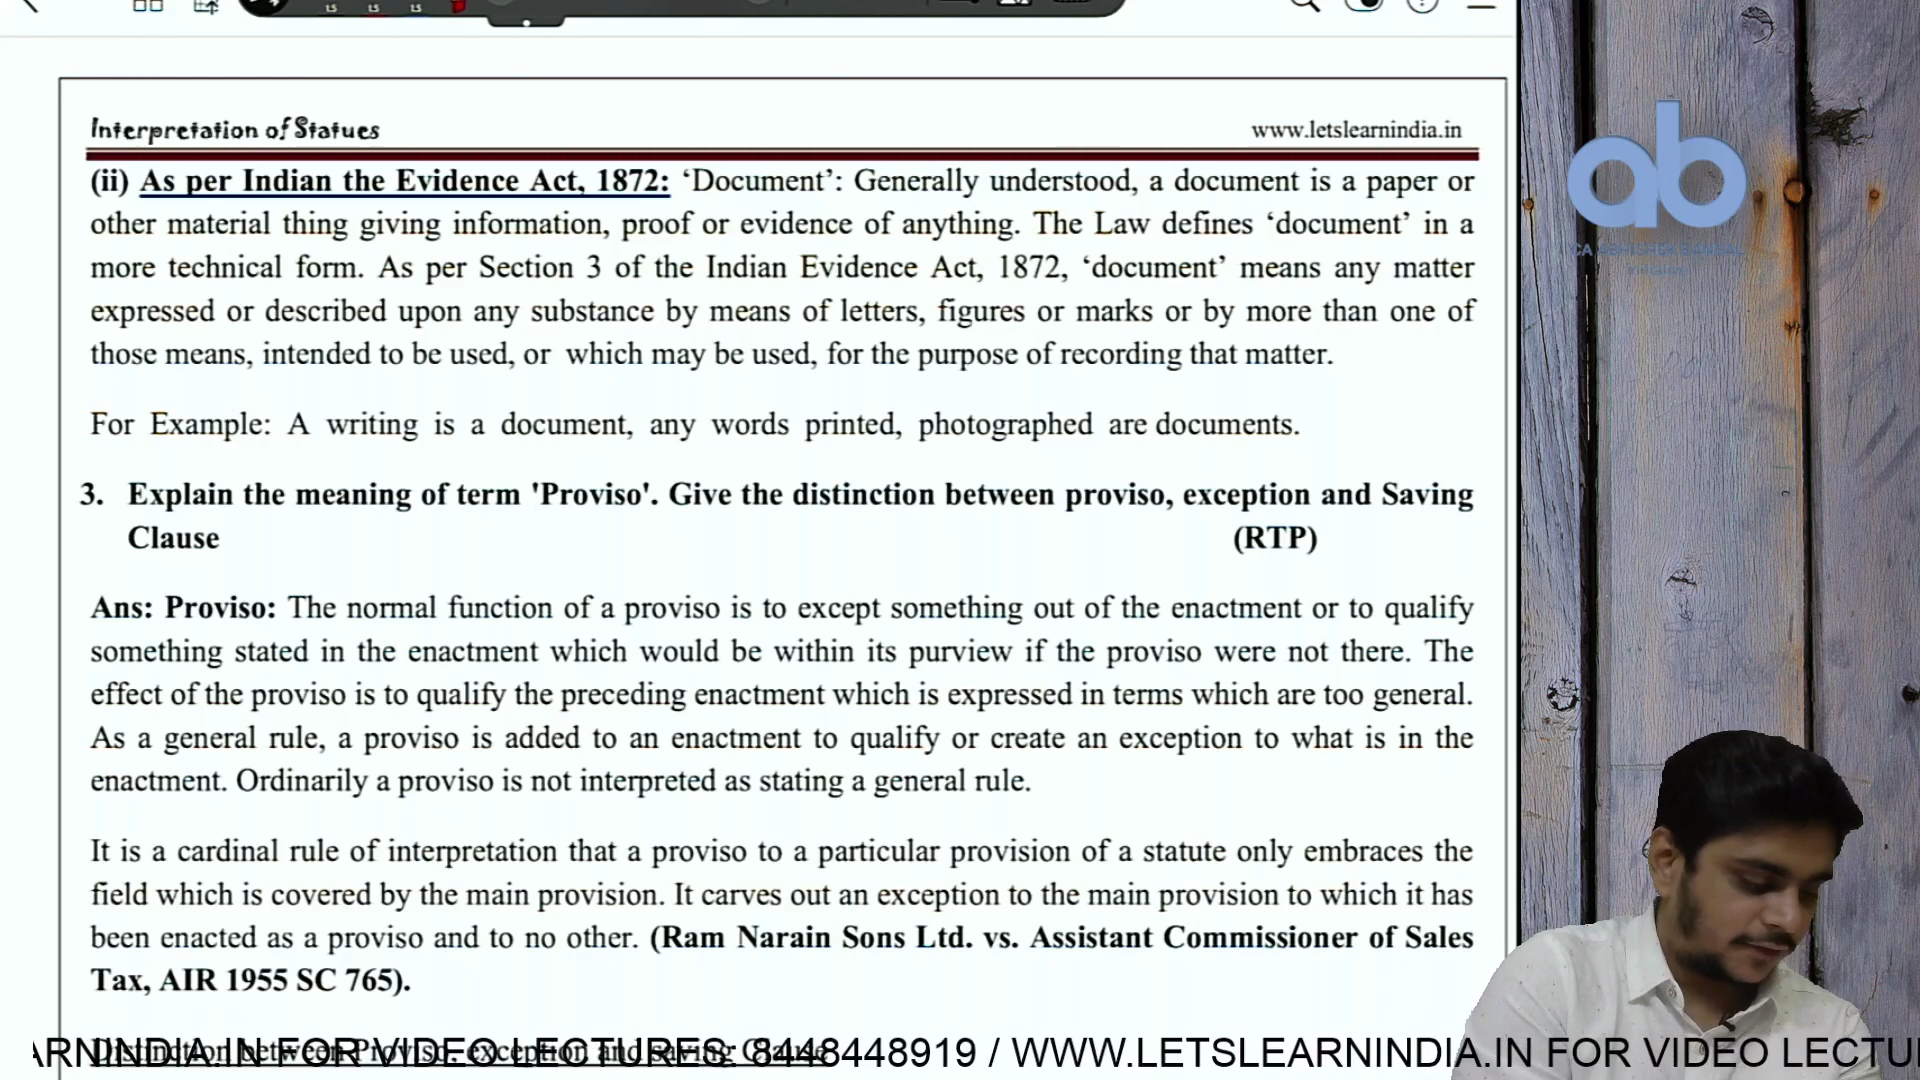 Interpretation of Statues
www.letslearnindia.in
(ii) As per Indian the Evidence Act, 1872: ‘Document’: Generally understood, a document is a paper or
other material thing giving information, proof or evidence of anything. The Law defines ‘document’ in a
more technical form. As per Section 3 of the Indian Evidence Act, 1872, ‘document’ means any matter
expressed or described upon any substance by means of letters, figures or marks or by more than one of
those means, intended to be used, or which may be used, for the purpose of recording that matter.
For Example: A writing is a document, any words printed, photographed are documents.
3. Explain the meaning of term 'Proviso'. Give the distinction between proviso, exception and Saving
Clause (RTP)
Ans: Proviso: The normal function of a proviso is to except something out of the enactment or to qualify
something stated in the enactment which would be within its purview if the proviso were not there. The
effect of the proviso is to qualify the preceding enactment which is expressed in terms which are too general.
As a general rule, a proviso is added to an enactment to qualify or create an exception to what is in the
enactment. Ordinarily a proviso is not interpreted as stating a general rule.
It is a cardinal rule of interpretation that a proviso to a particular provision of a statute only embraces the
field which is covered by the main provision. It carves out an exception to the main provision to which it has
been enacted as a proviso and to no other. (Ram Narain Sons Ltd. vs. Assistant Commissioner of Sales
Tax, AIR 1955 SC 765).
Distinction between Proviso, exception and saving Clause
ARNINDIA.IN FOR VIDEO LECTURES: 8448448919 / WWW.LETSLEARNINDIA.IN FOR VIDEO LECTU
ab